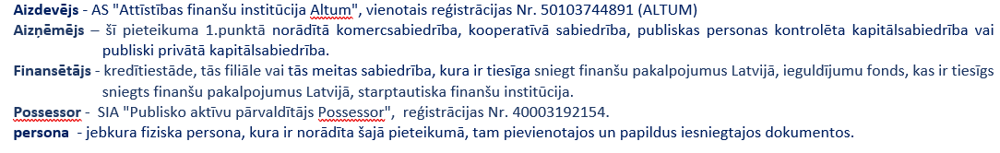 Aizdevējs - AS "Attīstības finanšu institūcija Altum", vienotais reģistrācijas Nr. 50103744891 (ALTUM)
Aizņēmējs – šī pieteikuma 1.punktā norādītā komercsabiedrība, kooperatīvā sabiedrība, publiskas personas kontrolēta kapitālsabiedrība vai
publiski privātā kapitālsabiedrība.
Finansētājs - kredītiestāde, tās filiāle vai tās meitas sabiedrība, kura ir tiesīga sniegt finanšu pakalpojumus Latvijā, ieguldījumu fonds, kas ir tiesīgs
sniegts finanšu pakalpojumus Latvijā, starptautiska finanšu institūcija.
Possessor - SIA "Publisko aktīvu pārvaldītājs Possessor", reģistrācijas Nr. 40003192154.
persona - jebkura fiziska persona, kura ir norādīta šajā pieteikumā, tam pievienotajos un papildus iesniegtajos dokumentos.